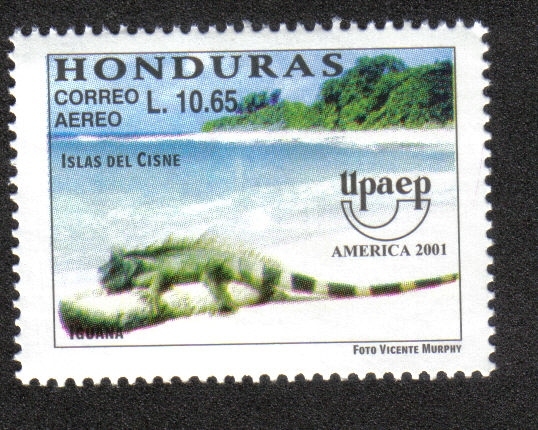 HONDURAS
CORREO
AEREO
L. 10.65
ISLAS DEL CISNE
Upaep
AMERICA 2001
IGUANA
FOTO VICENTE MURPHY